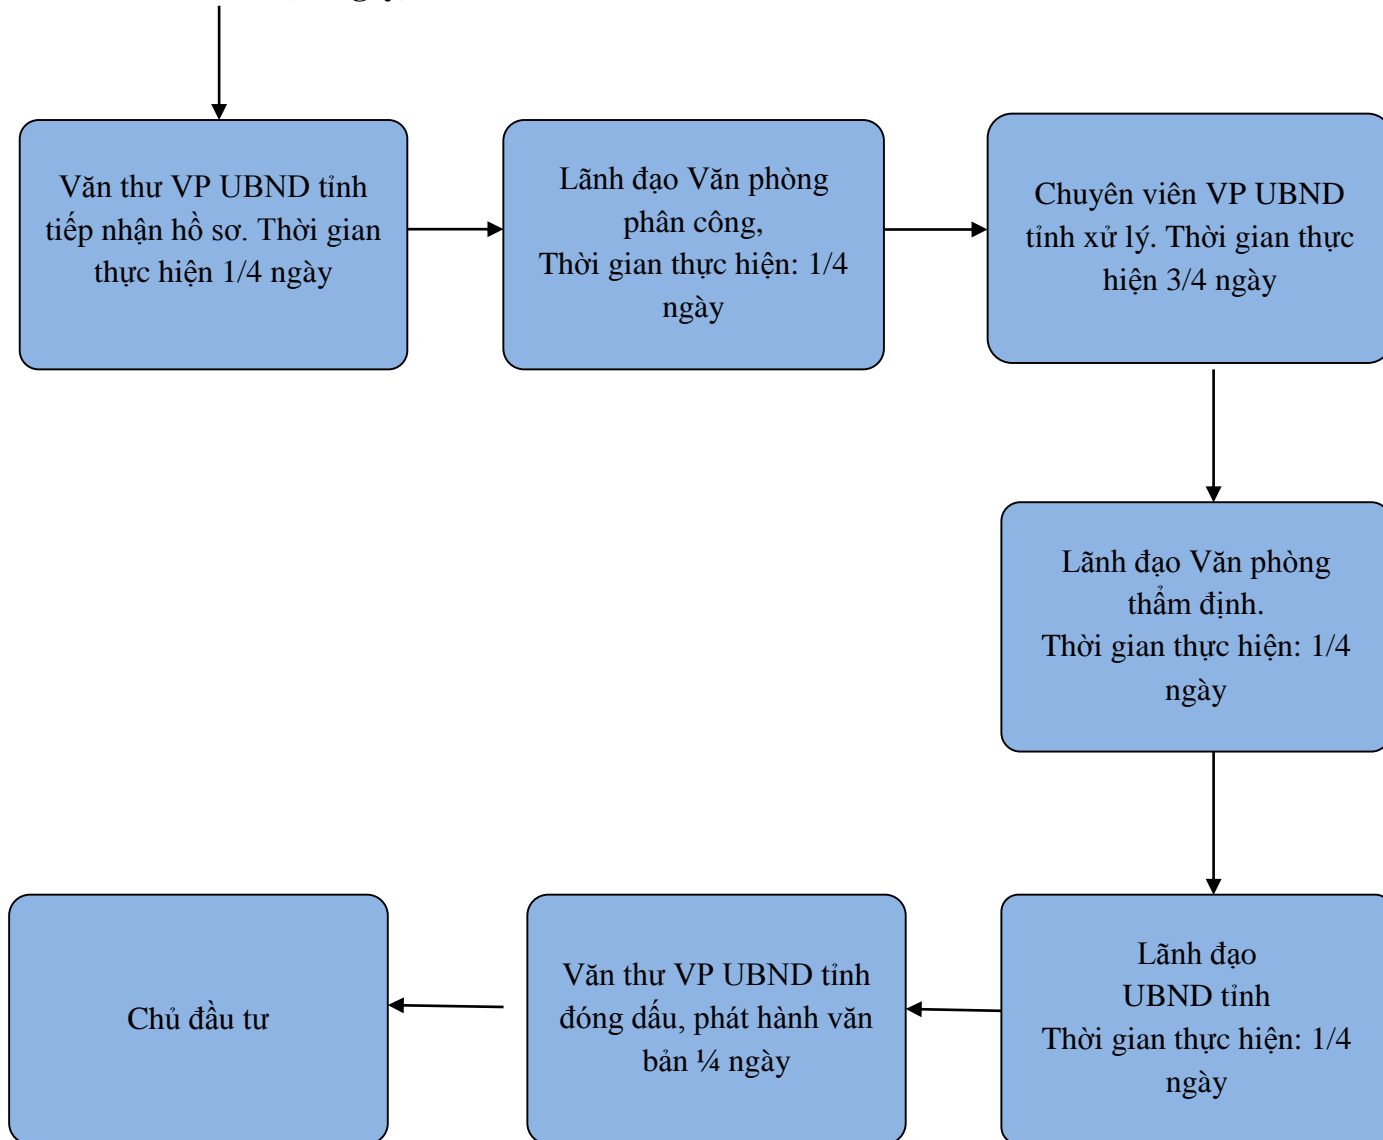 Văn thư VP UBND tỉnh
tiếp nhận hồ sơ. Thời gian
thực hiện 1/4 ngày
Lãnh đạo Văn phòng
phân công,
Thời gian thực hiện: 1/4
ngày
Chuyên viên VP UBND
tỉnh xử lý. Thời gian thực
hiện 3/4 ngày
Lãnh đạo Văn phòng
thẩm định.
Thời gian thực hiện: 1/4
ngày
Lãnh đạo
UBND tỉnh
Thời gian thực hiện: 1/4
ngày
Văn thư VP UBND tỉnh
đóng dấu, phát hành văn
bản ¼ ngày
Chủ đầu tư